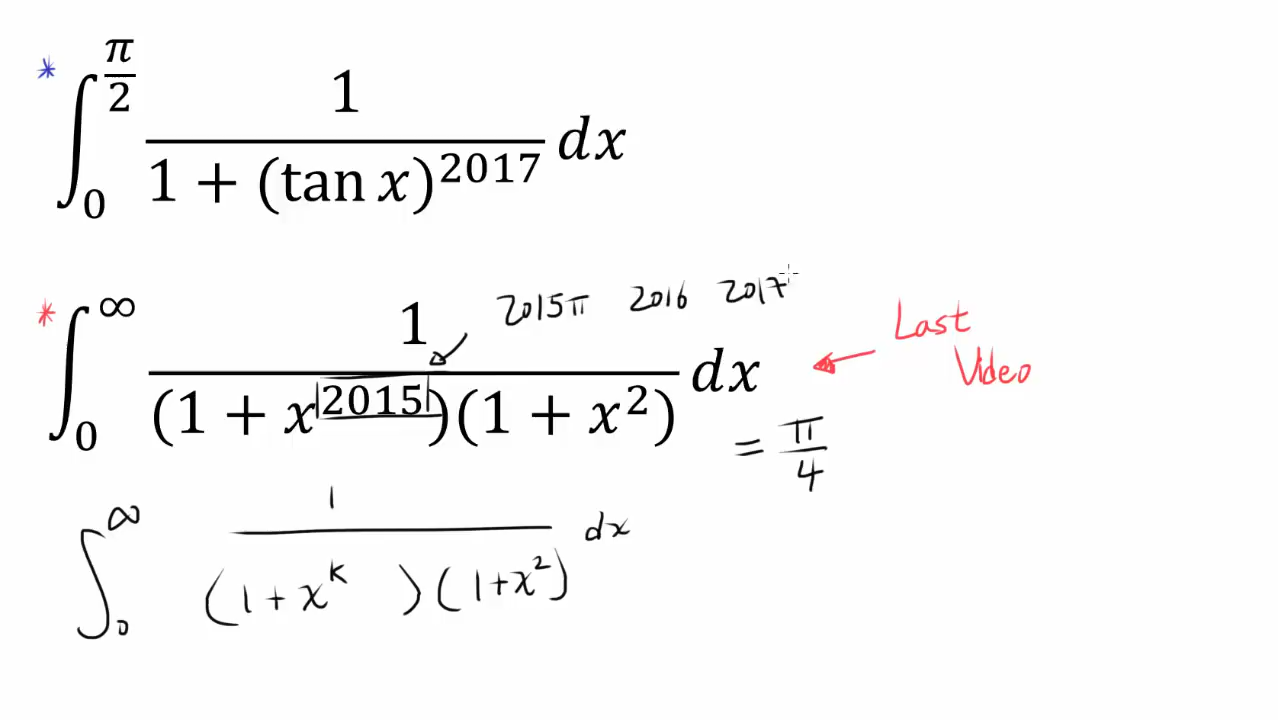 * ∫₀^(π/2) 1/(1 + (tan x)^2017) dx
2015π 2016 2017
* ∫₀^∞ 1/((1 + x^2015)(1 + x²)) dx ← Last Video
= π/4
∫₀^∞ 1/((1+x^k)(1+x²)) dx